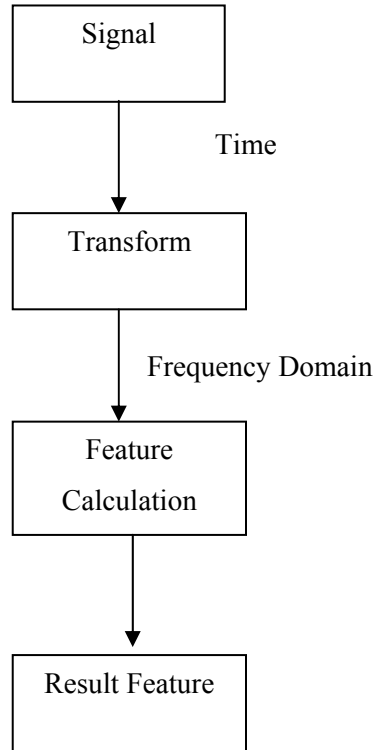 Signal
Time
Transform
Frequency Domain
Feature
Calculation
Result Feature